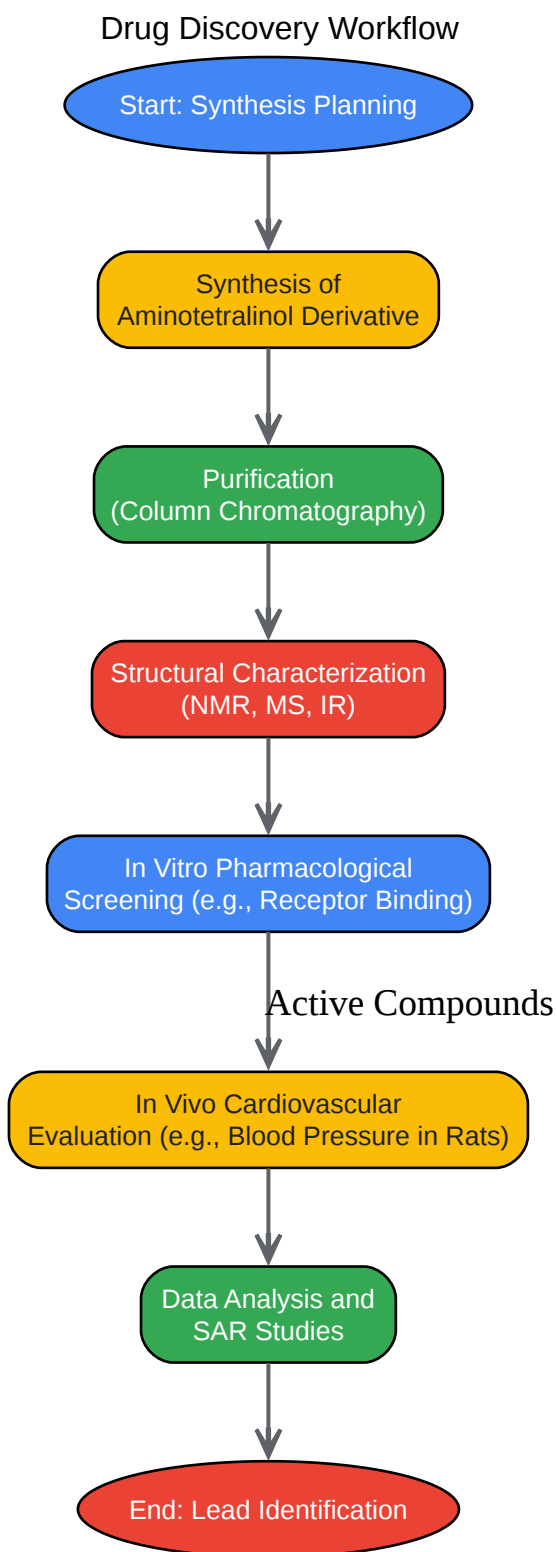 Drug Discovery Workflow
Start: Synthesis Planning
Synthesis of
Aminotetralinol Derivative
Purification
(Column Chromatography)
Structural Characterization
(NMR, MS, IR)
In Vitro Pharmacological
Screening (e.g., Receptor Binding)
Active Compounds
In Vivo Cardiovascular
Evaluation (e.g., Blood Pressure in Rats)
Data Analysis and
SAR Studies
End: Lead Identification